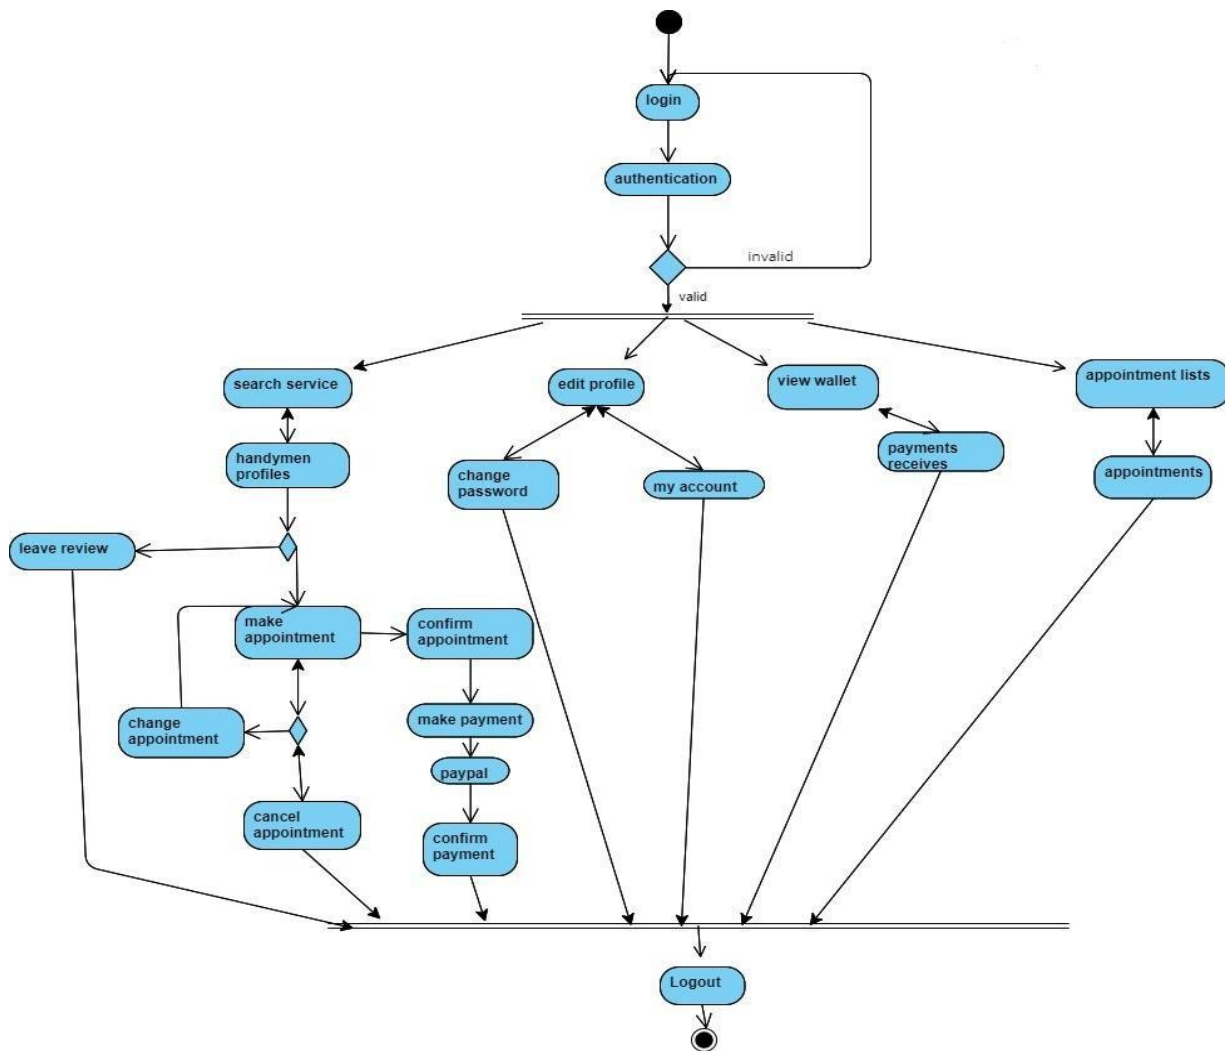 login
authentication
invalid
valid
search service
edit profile
view wallet
appointment lists
handymen
profiles
change
password
my account
payments
receives
appointments
leave review
make
appointment
confirm
appointment
change
appointment
make payment
paypal
cancel
appointment
confirm
payment
Logout